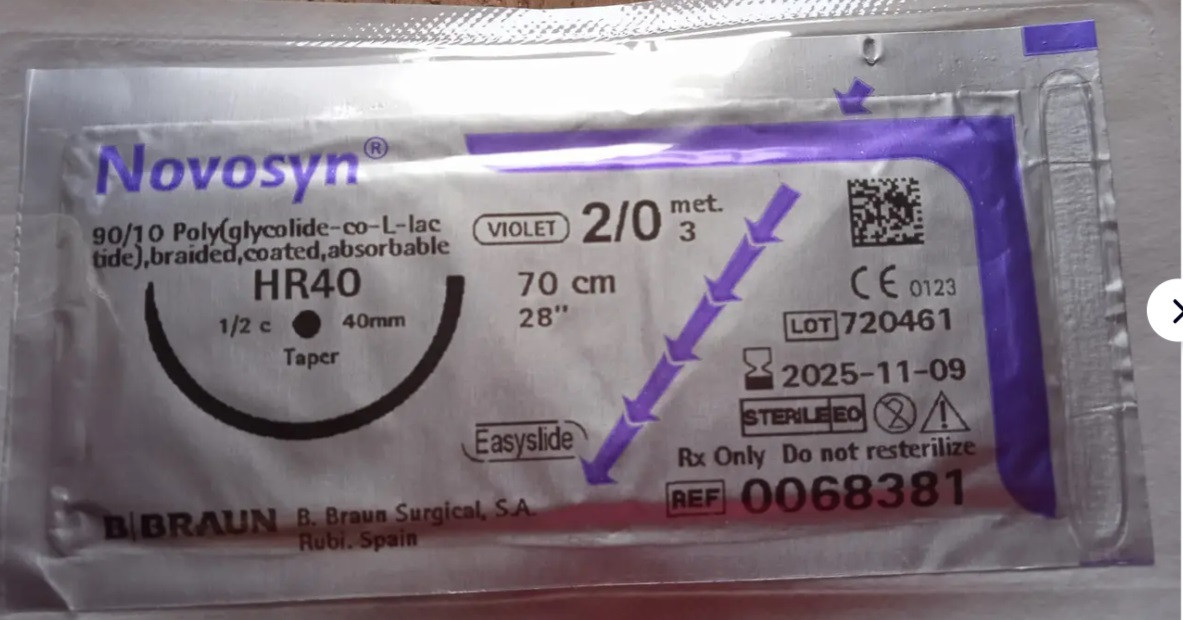 Novosyn®
90/10 Poly(glycolide-co-L-lac
tide),braided,coated,absorbable
HR40
1/2 c 40mm
Taper
VIOLET 2/0 met.
3
70 cm
28"
Easyslide
CE 0123
LOT 720461
2025-11-09
STERILE EO
Rx Only Do not resterilize
REF 0068381
B|BRAUN B. Braun Surgical, S.A.
Rubi. Spain